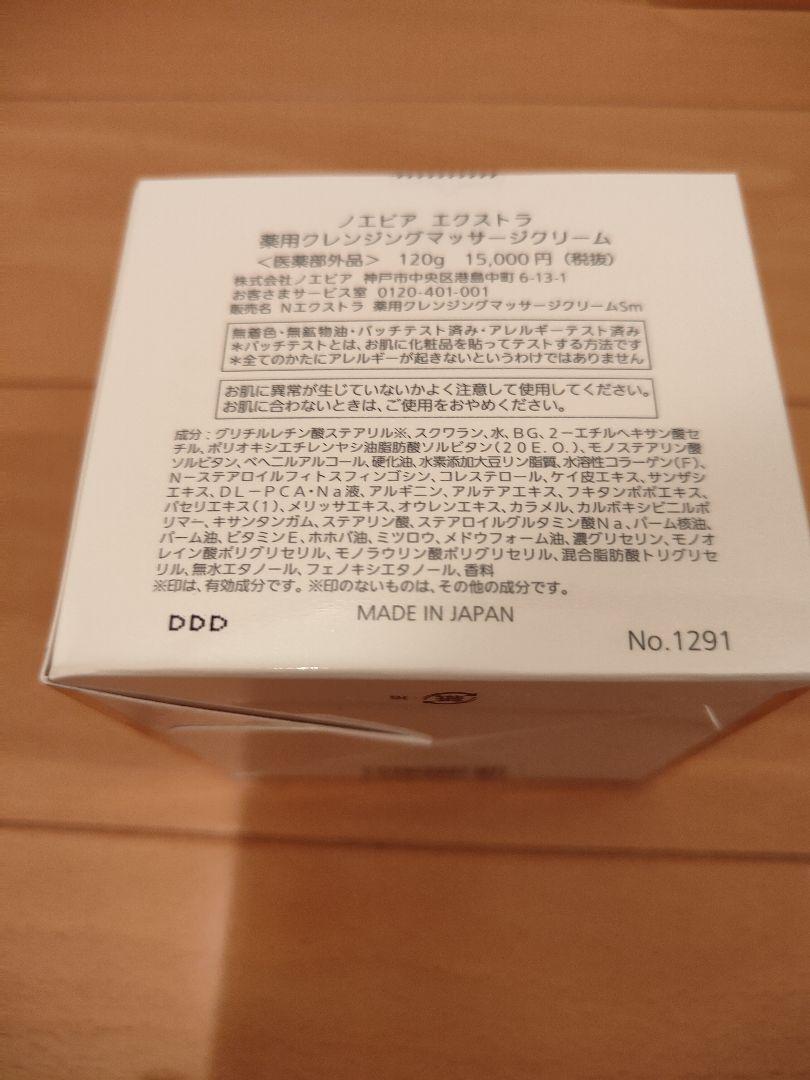 ノエビア エクストラ
薬用クレンジングマッサージクリーム
＜医薬部外品＞ 120g 15,000円（税抜）
株式会社ノエビア 神戸市中央区港島中町6-13-1
お客さまサービス室 0120-401-001
販売名 Nエクストラ 薬用クレンジングマッサージクリームSm
無着色・無鉱物油・パッチテスト済み・アレルギーテスト済み
＊パッチテストとは、お肌に化粧品を貼ってテストする方法です
＊全てのかたにアレルギーが起きないというわけではありません
お肌に異常が生じていないかよく注意して使用してください。
お肌に合わないときは、ご使用をおやめください。
成分：グリチルレチン酸ステアリル※、スクワラン、水、BG、2－エチルヘキサン酸セ
チル、ポリオキシエチレンヤシ油脂肪酸ソルビタン（20E.O.）、モノステアリン酸
ソルビタン、ベヘニルアルコール、硬化油、水素添加大豆リン脂質、水溶性コラーゲン（F）、
N－ステアロイルフィトスフィンゴシン、コレステロール、ケイ皮エキス、サンザシ
エキス、DL－PCA・Na液、アルギニン、アルテアエキス、フキタンポポエキス、
パセリエキス（1）、メリッサエキス、オウレンエキス、カラメル、カルボキシビニルポ
リマー、キサンタンガム、ステアリン酸、ステアロイルグルタミン酸Na、パーム核油、
パーム油、ビタミンE、ホホバ油、ミツロウ、メドウフォーム油、濃グリセリン、モノオ
レイン酸ポリグリセリル、モノラウリン酸ポリグリセリル、混合脂肪酸トリグリセ
リル、無水エタノール、フェノキシエタノール、香料
※印は、有効成分です。※印のないものは、その他の成分です。
DDD
MADE IN JAPAN
No.1291